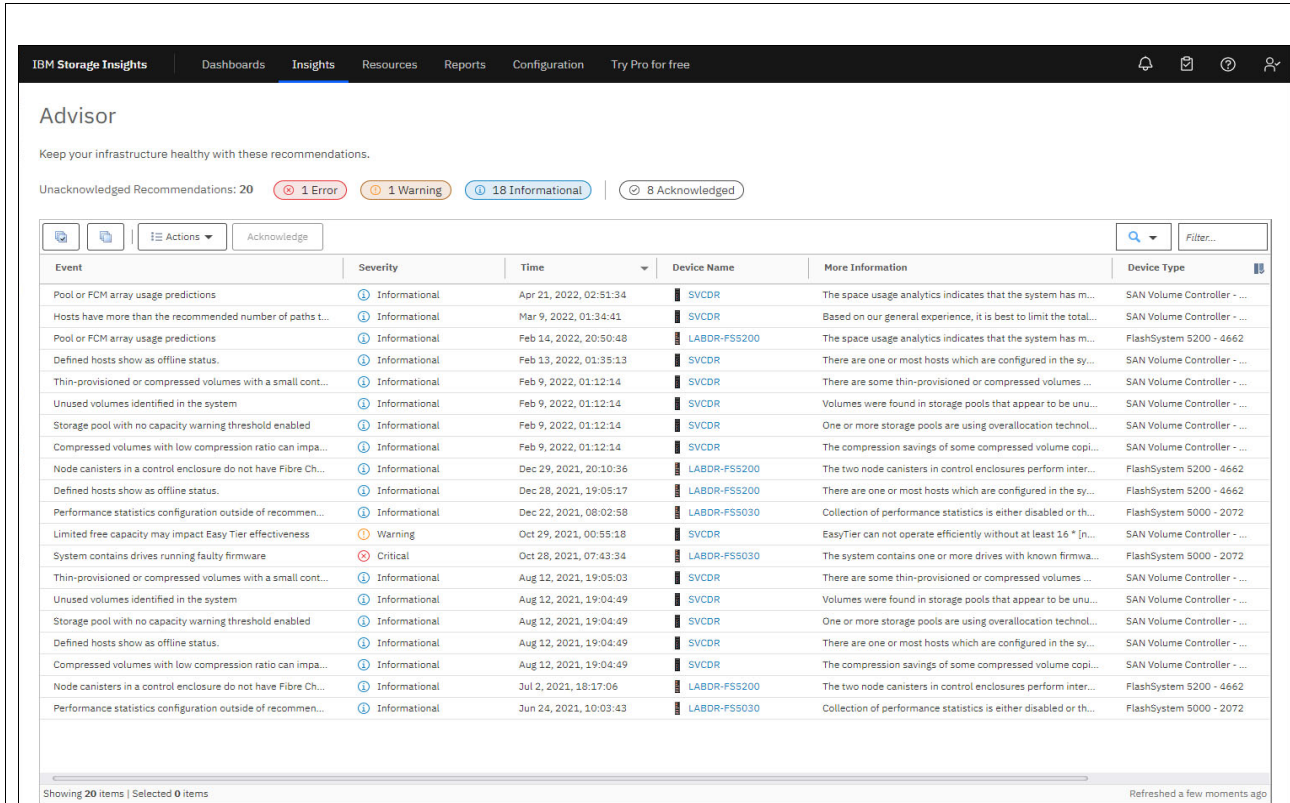 IBM Storage Insights Dashboards Insights Resources Reports Configuration Try Pro for free
Advisor
Keep your infrastructure healthy with these recommendations.
Unacknowledged Recommendations: 20 1 Error 1 Warning 18 Informational 8 Acknowledged
Actions Acknowledge Filter...
Event Severity Time Device Name More Information Device Type
Pool or FCM array usage predictions Informational Apr 21, 2022, 02:51:34 SVCDR The space usage analytics indicates that the system has m... SAN Volume Controller - ...
Hosts have more than the recommended number of paths t... Informational Mar 9, 2022, 01:34:41 SVCDR Based on our general experience, it is best to limit the total... SAN Volume Controller - ...
Pool or FCM array usage predictions Informational Feb 14, 2022, 20:50:48 LABDR-FS5200 The space usage analytics indicates that the system has m... FlashSystem 5200 - 4662
Defined hosts show as offline status. Informational Feb 13, 2022, 01:35:13 SVCDR There are one or most hosts which are configured in the sy... SAN Volume Controller - ...
Thin-provisioned or compressed volumes with a small cont... Informational Feb 9, 2022, 01:12:14 SVCDR There are some thin-provisioned or compressed volumes ... SAN Volume Controller - ...
Unused volumes identified in the system Informational Feb 9, 2022, 01:12:14 SVCDR Volumes were found in storage pools that appear to be unu... SAN Volume Controller - ...
Storage pool with no capacity warning threshold enabled Informational Feb 9, 2022, 01:12:14 SVCDR One or more storage pools are using overallocation technol... SAN Volume Controller - ...
Compressed volumes with low compression ratio can impa... Informational Feb 9, 2022, 01:12:14 SVCDR The compression savings of some compressed volume copi... SAN Volume Controller - ...
Node canisters in a control enclosure do not have Fibre Ch... Informational Dec 29, 2021, 20:10:36 LABDR-FS5200 The two node canisters in control enclosures perform inter... FlashSystem 5200 - 4662
Defined hosts show as offline status. Informational Dec 28, 2021, 19:05:17 LABDR-FS5200 There are one or most hosts which are configured in the sy... FlashSystem 5200 - 4662
Performance statistics configuration outside of recommen... Informational Dec 22, 2021, 08:02:58 LABDR-FS5030 Collection of performance statistics is either disabled or th... FlashSystem 5000 - 2072
Limited free capacity may impact Easy Tier effectiveness Warning Oct 29, 2021, 00:55:18 SVCDR EasyTier can not operate efficiently without at least 16 * [n... SAN Volume Controller - ...
System contains drives running faulty firmware Critical Oct 28, 2021, 07:43:34 LABDR-FS5030 The system contains one or more drives with known firmwa... FlashSystem 5000 - 2072
Thin-provisioned or compressed volumes with a small cont... Informational Aug 12, 2021, 19:05:03 SVCDR There are some thin-provisioned or compressed volumes ... SAN Volume Controller - ...
Unused volumes identified in the system Informational Aug 12, 2021, 19:04:49 SVCDR Volumes were found in storage pools that appear to be unu... SAN Volume Controller - ...
Storage pool with no capacity warning threshold enabled Informational Aug 12, 2021, 19:04:49 SVCDR One or more storage pools are using overallocation technol... SAN Volume Controller - ...
Defined hosts show as offline status. Informational Aug 12, 2021, 19:04:49 SVCDR There are one or most hosts which are configured in the sy... SAN Volume Controller - ...
Compressed volumes with low compression ratio can impa... Informational Aug 12, 2021, 19:04:49 SVCDR The compression savings of some compressed volume copi... SAN Volume Controller - ...
Node canisters in a control enclosure do not have Fibre Ch... Informational Jul 2, 2021, 18:17:06 LABDR-FS5200 The two node canisters in control enclosures perform inter... FlashSystem 5200 - 4662
Performance statistics configuration outside of recommen... Informational Jun 24, 2021, 10:03:43 LABDR-FS5030 Collection of performance statistics is either disabled or th... FlashSystem 5000 - 2072
Showing 20 items | Selected 0 items Refreshed a few moments ago